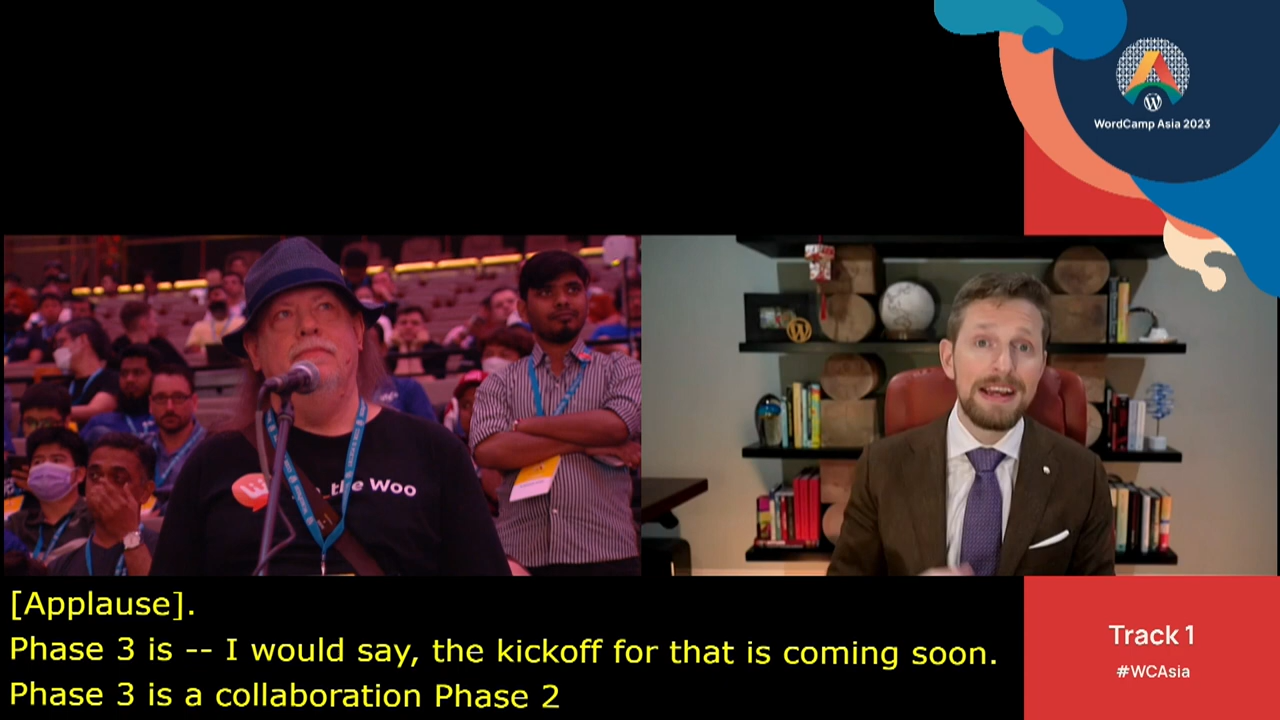 WordCamp Asia 2023
the Woo
[Applause].
Phase 3 is -- I would say, the kickoff for that is coming soon.
Phase 3 is a collaboration Phase 2
Track 1
#WCAsia